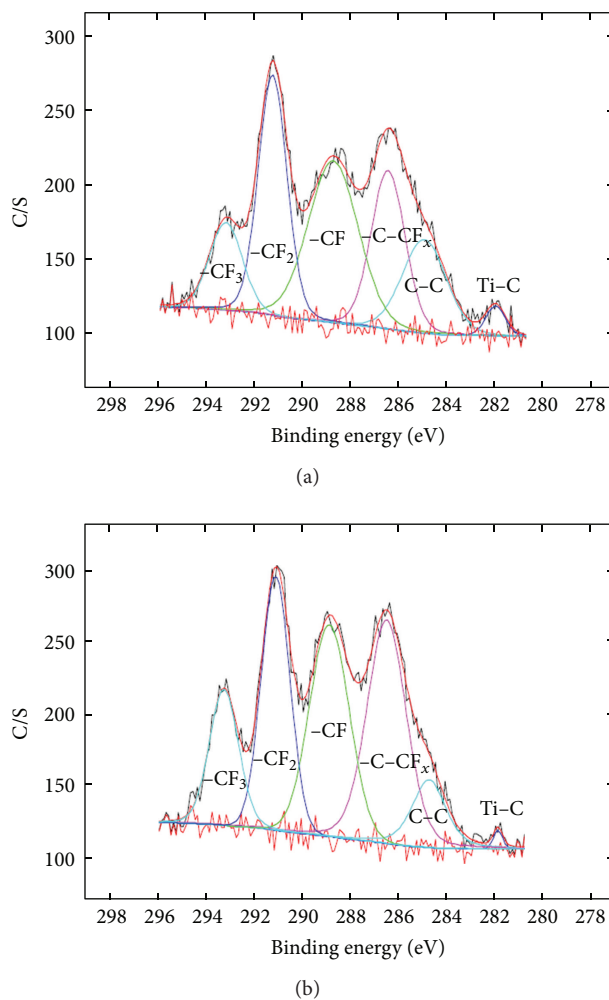 300
250
200
150
100
C/S
–CF3
–CF2
–CF
–C–CFx
C–C
Ti–C
298 296 294 292 290 288 286 284 282 280 278
Binding energy (eV)
(a)
300
250
200
150
100
C/S
–CF3
–CF2
–CF
–C–CFx
C–C
Ti–C
298 296 294 292 290 288 286 284 282 280 278
Binding energy (eV)
(b)